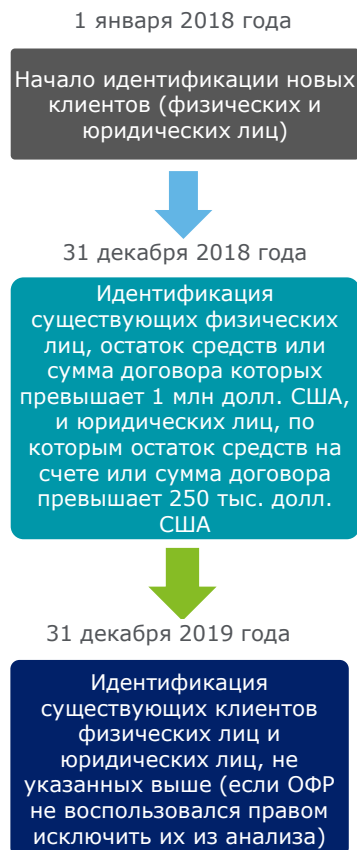 1 января 2018 года
Начало идентификации новых
клиентов (физических и
юридических лиц)
31 декабря 2018 года
Идентификация
существующих физических
лиц, остаток средств или
сумма договора которых
превышает 1 млн долл. США,
и юридических лиц, по
которым остаток средств на
счете или сумма договора
превышает 250 тыс. долл.
США
31 декабря 2019 года
Идентификация
существующих клиентов
физических лиц и
юридических лиц, не
указанных выше (если ОФР
не воспользовался правом
исключить их из анализа)